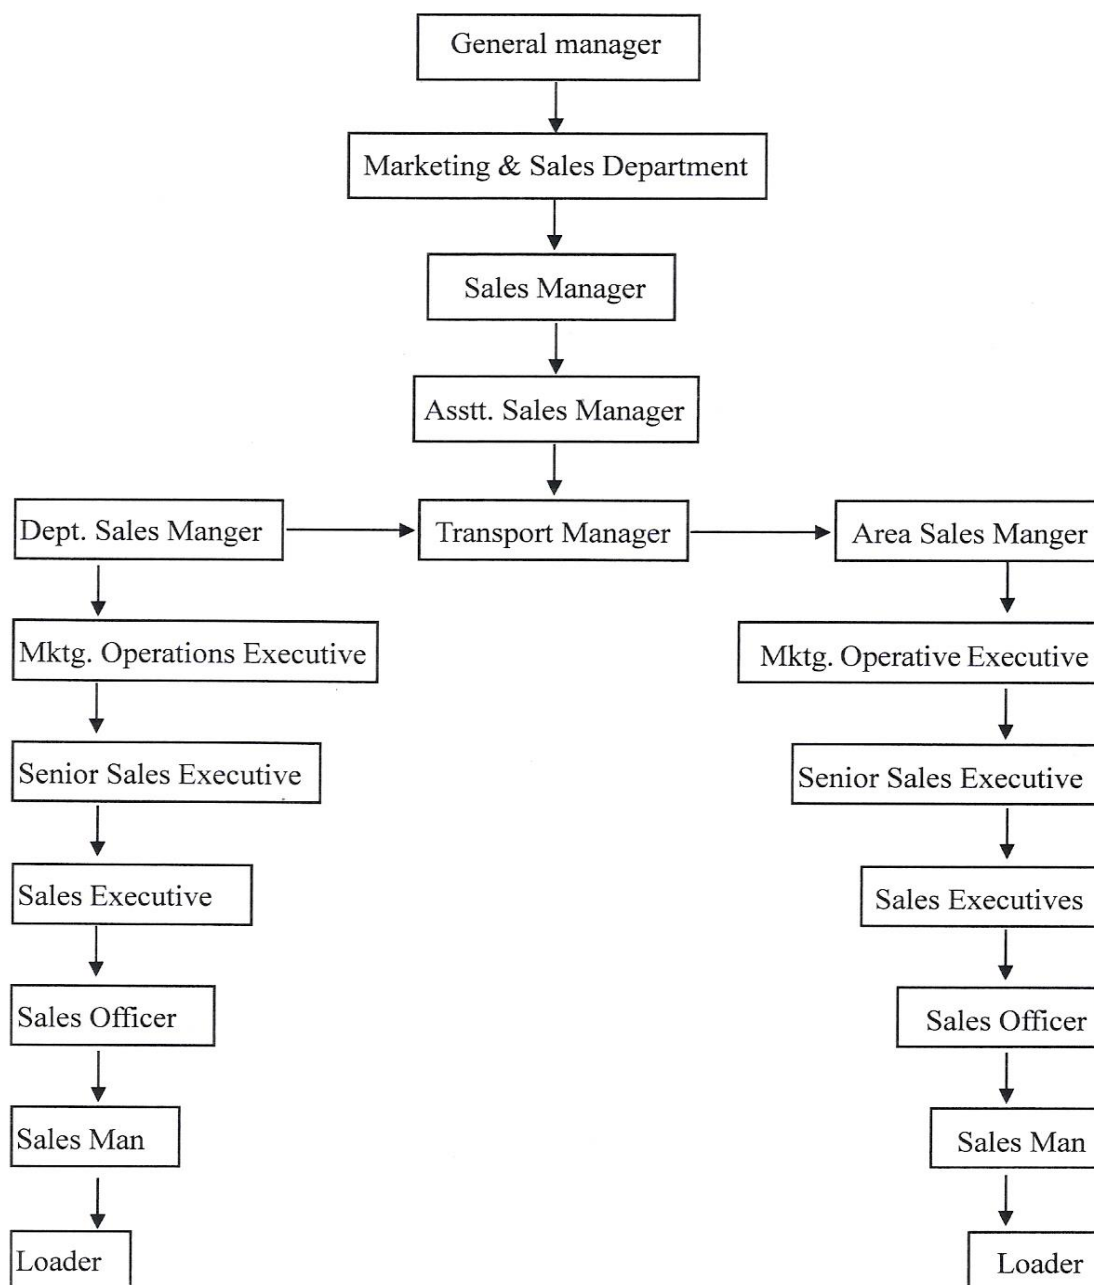 General manager
Marketing & Sales Department
Sales Manager
Asstt. Sales Manager
Dept. Sales Manger
Transport Manager
Area Sales Manger
Mktg. Operations Executive
Mktg. Operative Executive
Senior Sales Executive
Senior Sales Executive
Sales Executive
Sales Executives
Sales Officer
Sales Officer
Sales Man
Sales Man
Loader
Loader